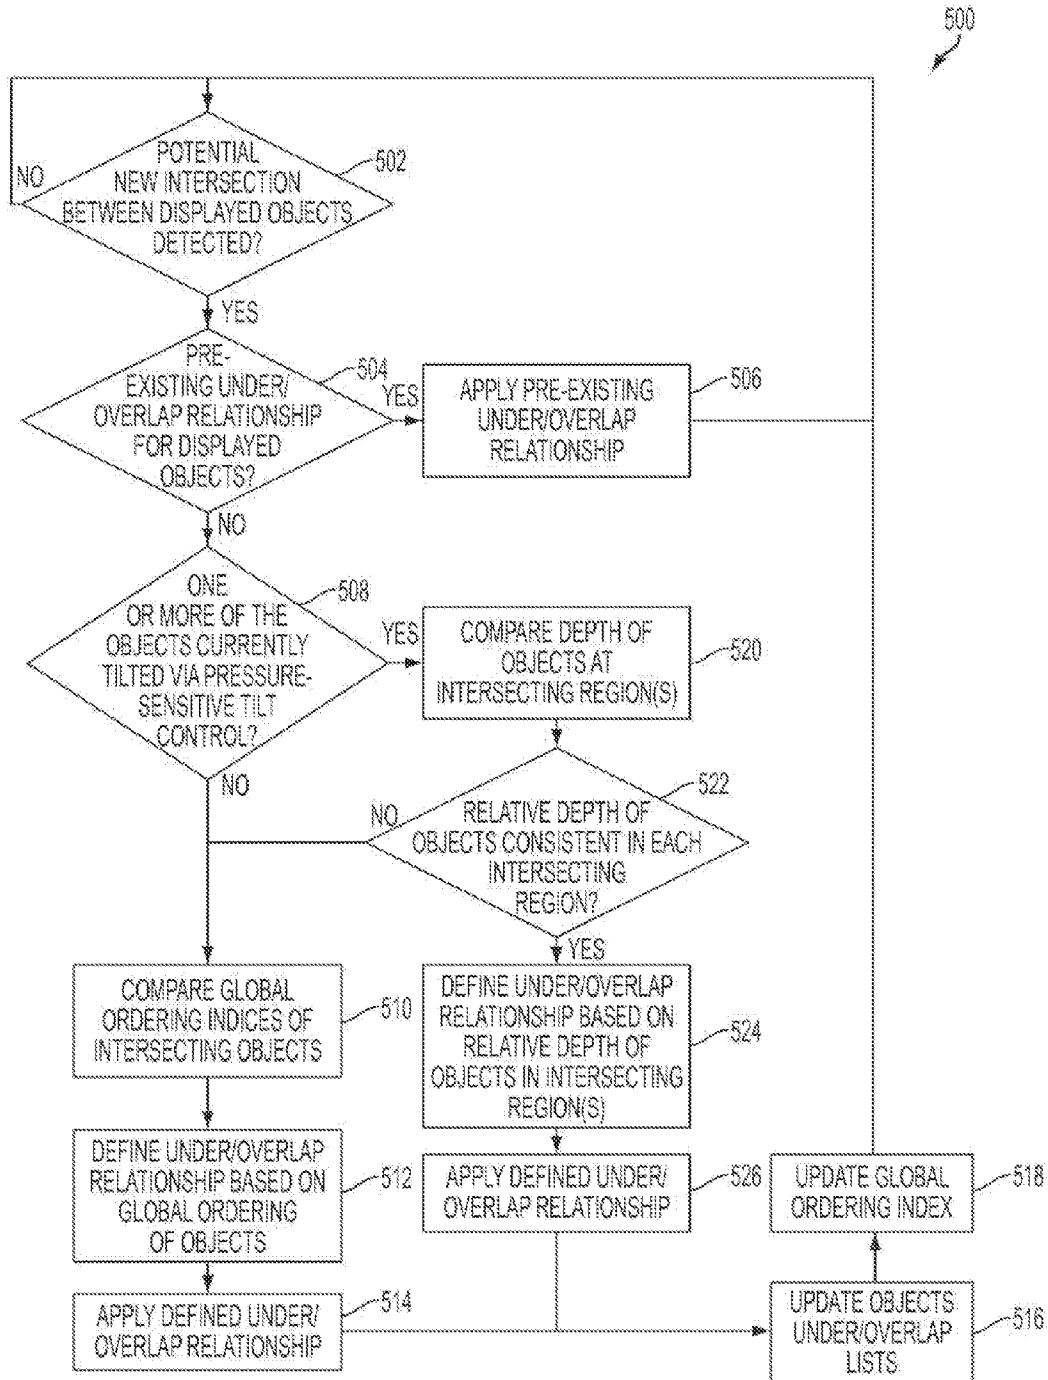 500
POTENTIAL
NEW INTERSECTION
BETWEEN DISPLAYED OBJECTS
DETECTED?
502
NO
YES
PRE-
EXISTING UNDER/
OVERLAP RELATIONSHIP
FOR DISPLAYED
OBJECTS?
504
YES
APPLY PRE-EXISTING
UNDER/OVERLAP
RELATIONSHIP
506
NO
ONE
OR MORE OF THE
OBJECTS CURRENTLY
TILTED VIA PRESSURE-
SENSITIVE TILT
CONTROL?
508
YES
COMPARE DEPTH OF
OBJECTS AT
INTERSECTING REGION(S)
520
NO
RELATIVE DEPTH OF
OBJECTS CONSISTENT IN EACH
INTERSECTING
REGION?
522
NO
YES
COMPARE GLOBAL
ORDERING INDICES OF
INTERSECTING OBJECTS
510
DEFINE UNDER/OVERLAP
RELATIONSHIP BASED ON
RELATIVE DEPTH OF
OBJECTS IN INTERSECTING
REGION(S)
524
DEFINE UNDER/OVERLAP
RELATIONSHIP BASED ON
GLOBAL ORDERING
OF OBJECTS
512
APPLY DEFINED UNDER/
OVERLAP RELATIONSHIP
526
UPDATE GLOBAL
ORDERING INDEX
518
APPLY DEFINED UNDER/
OVERLAP RELATIONSHIP
514
UPDATE OBJECTS
UNDER/OVERLAP
LISTS
516